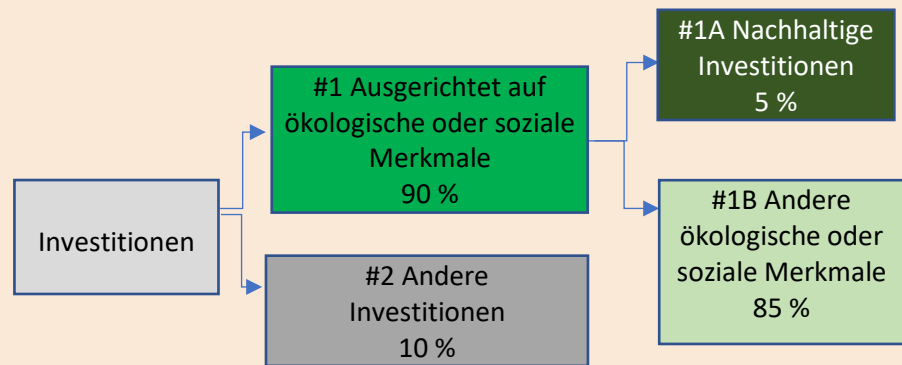 Investitionen
#1 Ausgerichtet auf
ökologische oder soziale
Merkmale
90 %
#2 Andere
Investitionen
10 %
#1A Nachhaltige
Investitionen
5 %
#1B Andere
ökologische oder
soziale Merkmale
85 %